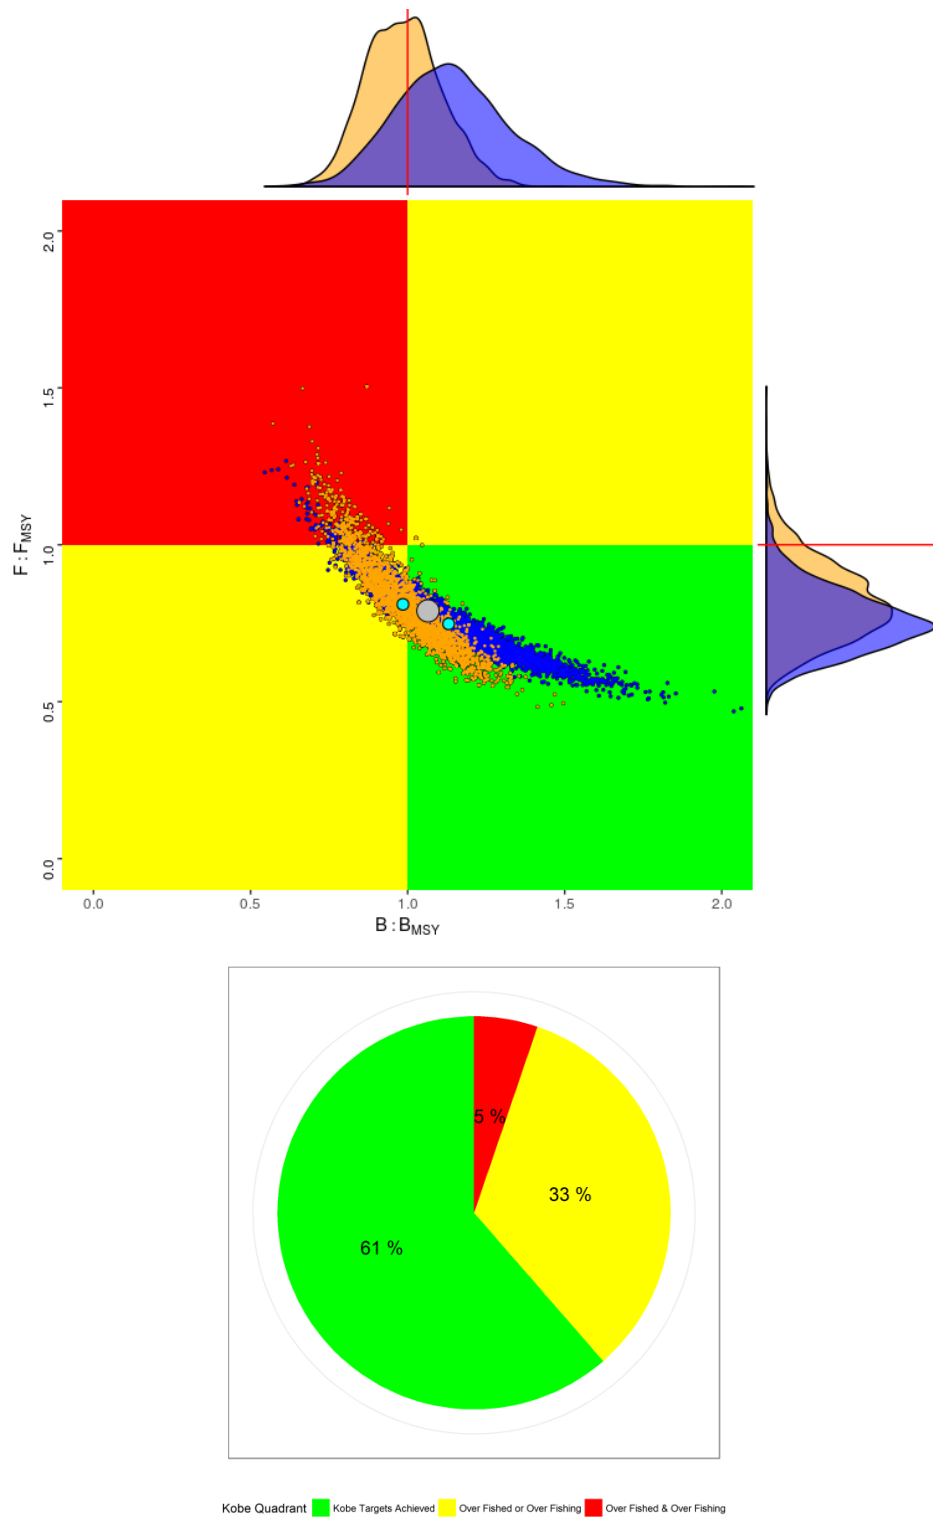 2.0
1.5
1.0
0.5
0.0
F : FMSY
0.0 0.5 1.0 1.5 2.0
B : BMSY
5 %
33 %
61 %
Kobe Quadrant Kobe Targets Achieved Over Fished or Over Fishing Over Fished & Over Fishing